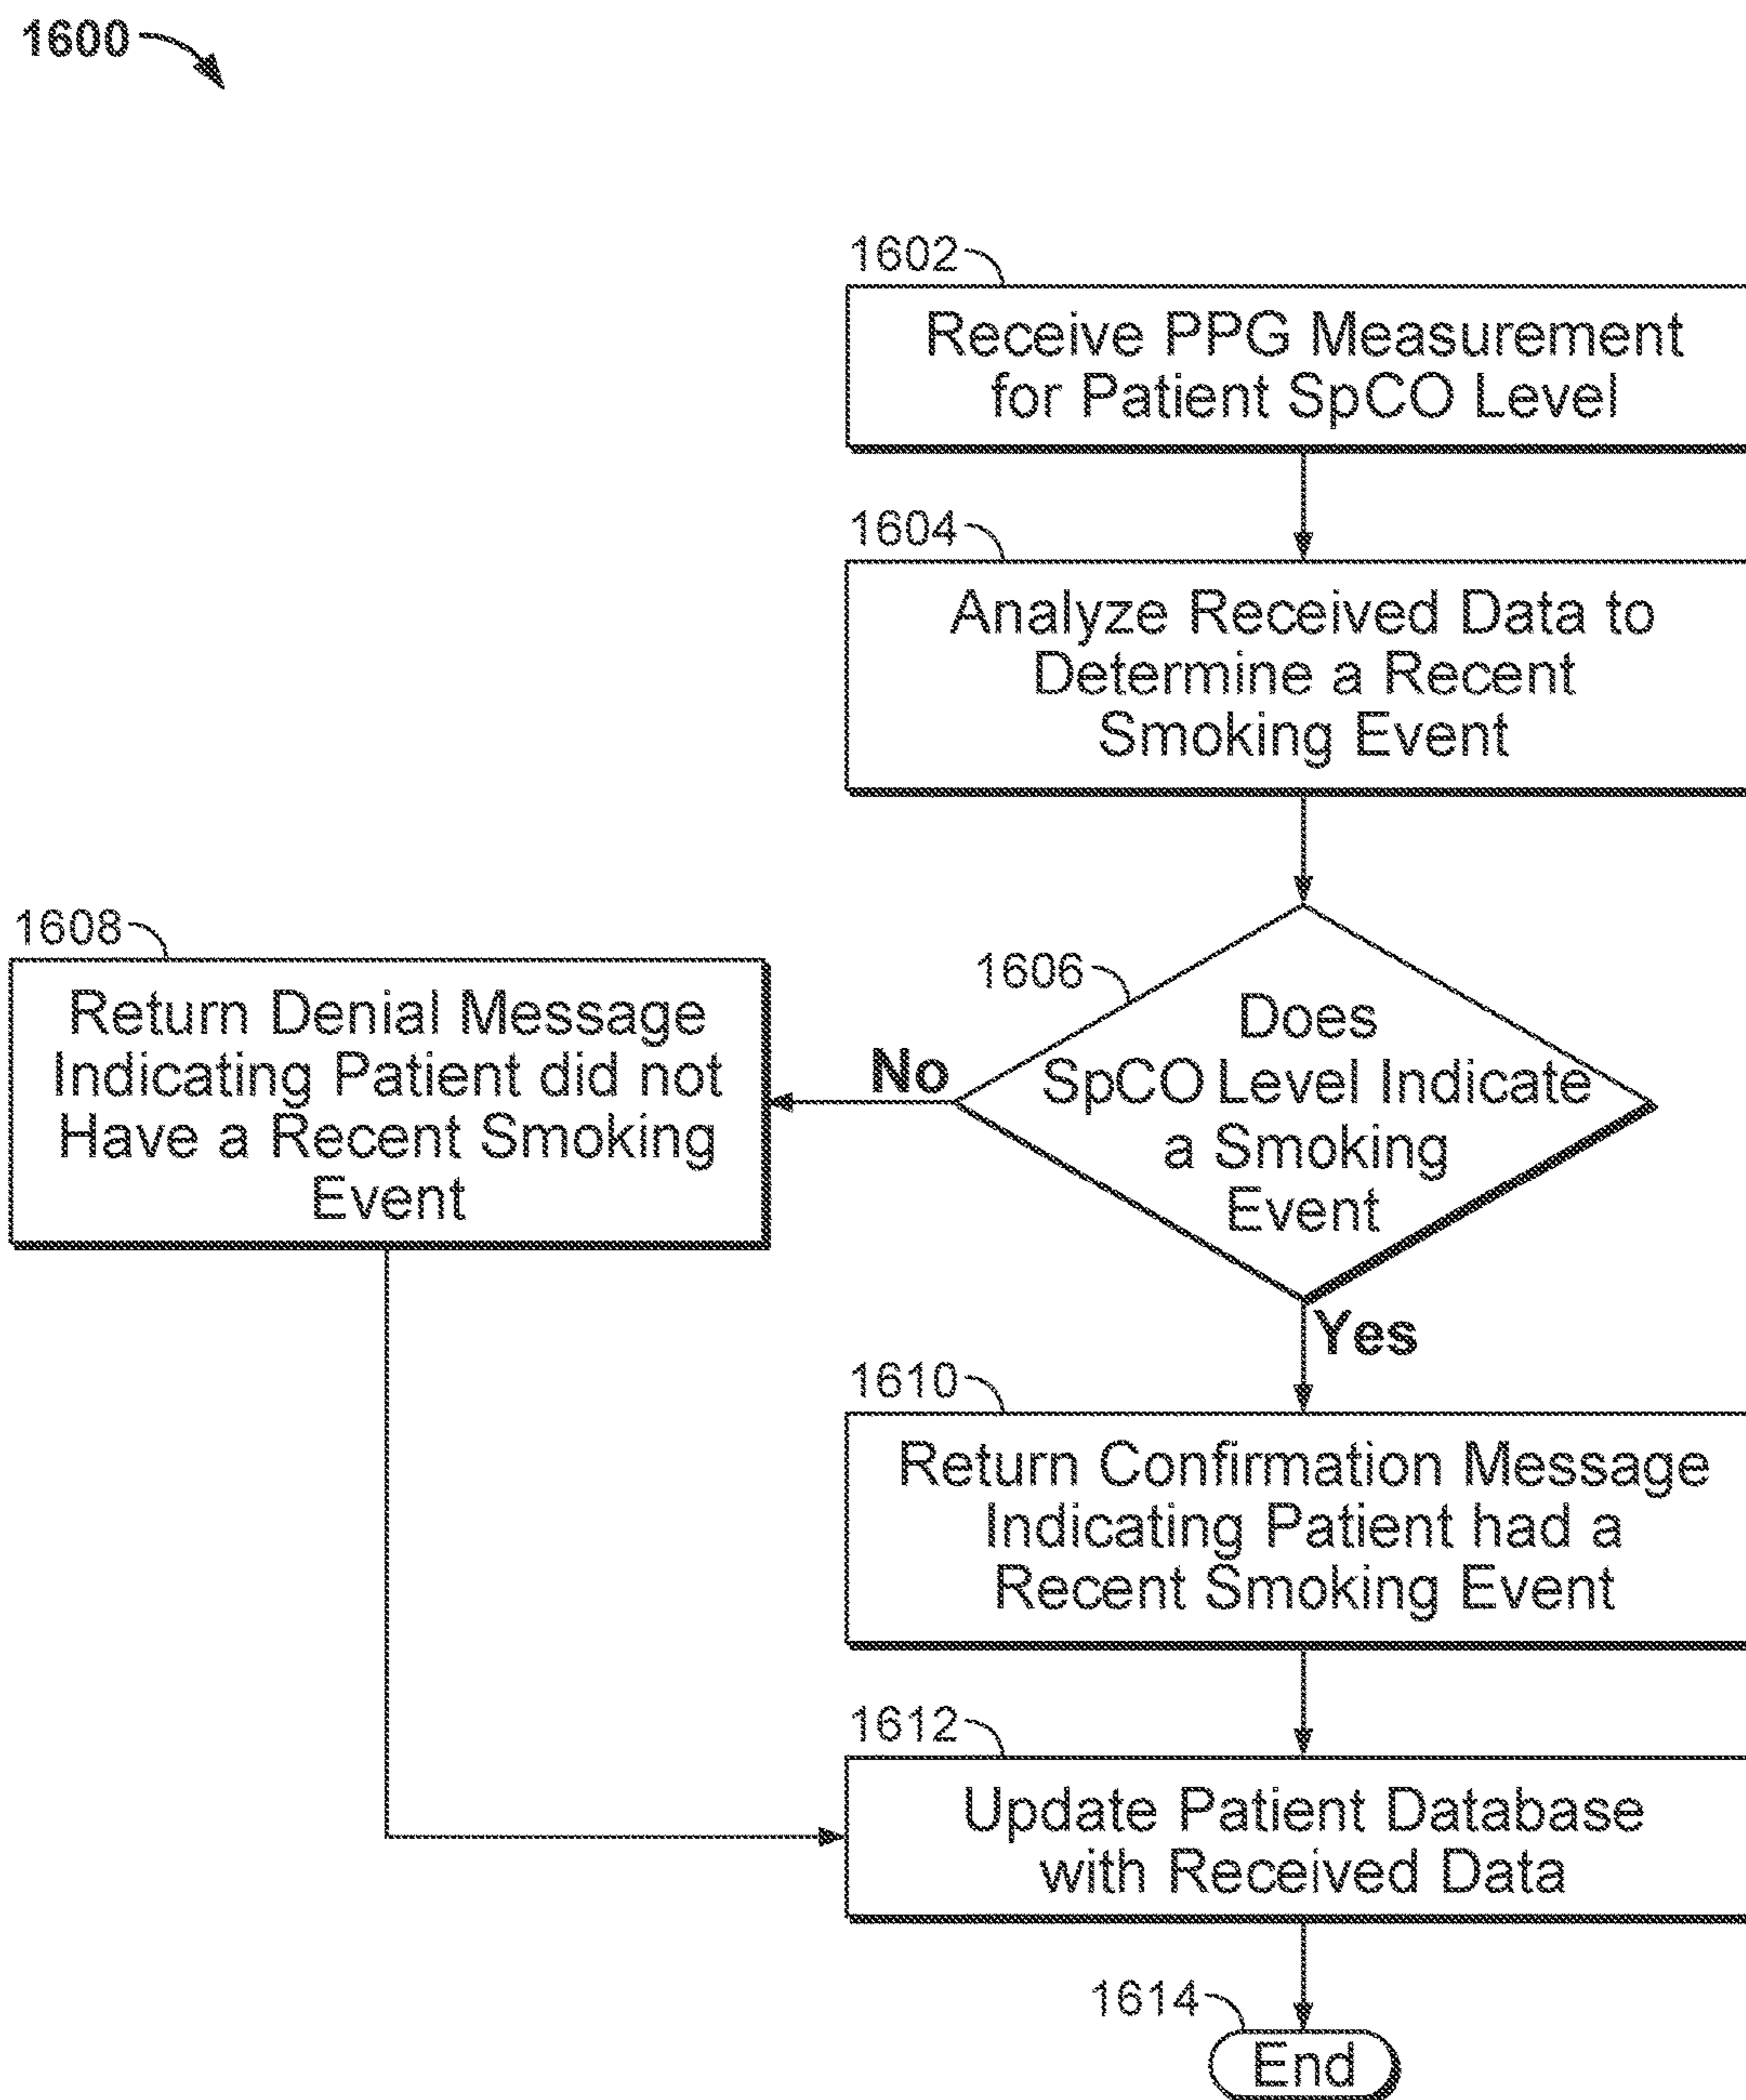 1600
1602
Receive PPG Measurement
for Patient SpCO Level
1604
Analyze Received Data to
Determine a Recent
Smoking Event
1606
Does
SpCO Level Indicate
a Smoking
Event
No
1608
Return Denial Message
Indicating Patient did not
Have a Recent Smoking
Event
Yes
1610
Return Confirmation Message
Indicating Patient had a
Recent Smoking Event
1612
Update Patient Database
with Received Data
1614
End